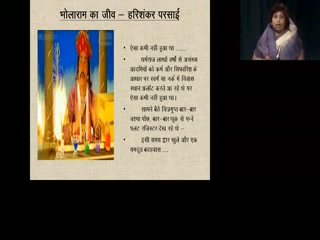 भोलाराम का जीव – हरिशंकर परसाई
ऐसा कभी नहीं हुआ था .......
धर्मराज लाखों वर्षों से असंख्य
आदमियों को कर्म और सिफारिश के
आधार पर स्वर्ग या नर्क में निवास
स्थान अलॉट करते आ रहे थे पर
ऐसा कभी नहीं हुआ था।
सामने बैठे चित्रगुप्त बार-बार
चश्मा पोंछ, बार-बार थूक से पन्ने
पलट रजिस्टर देख रहे थे –
इसी समय द्वार खुले और एक
यमदूत बदहवास ....